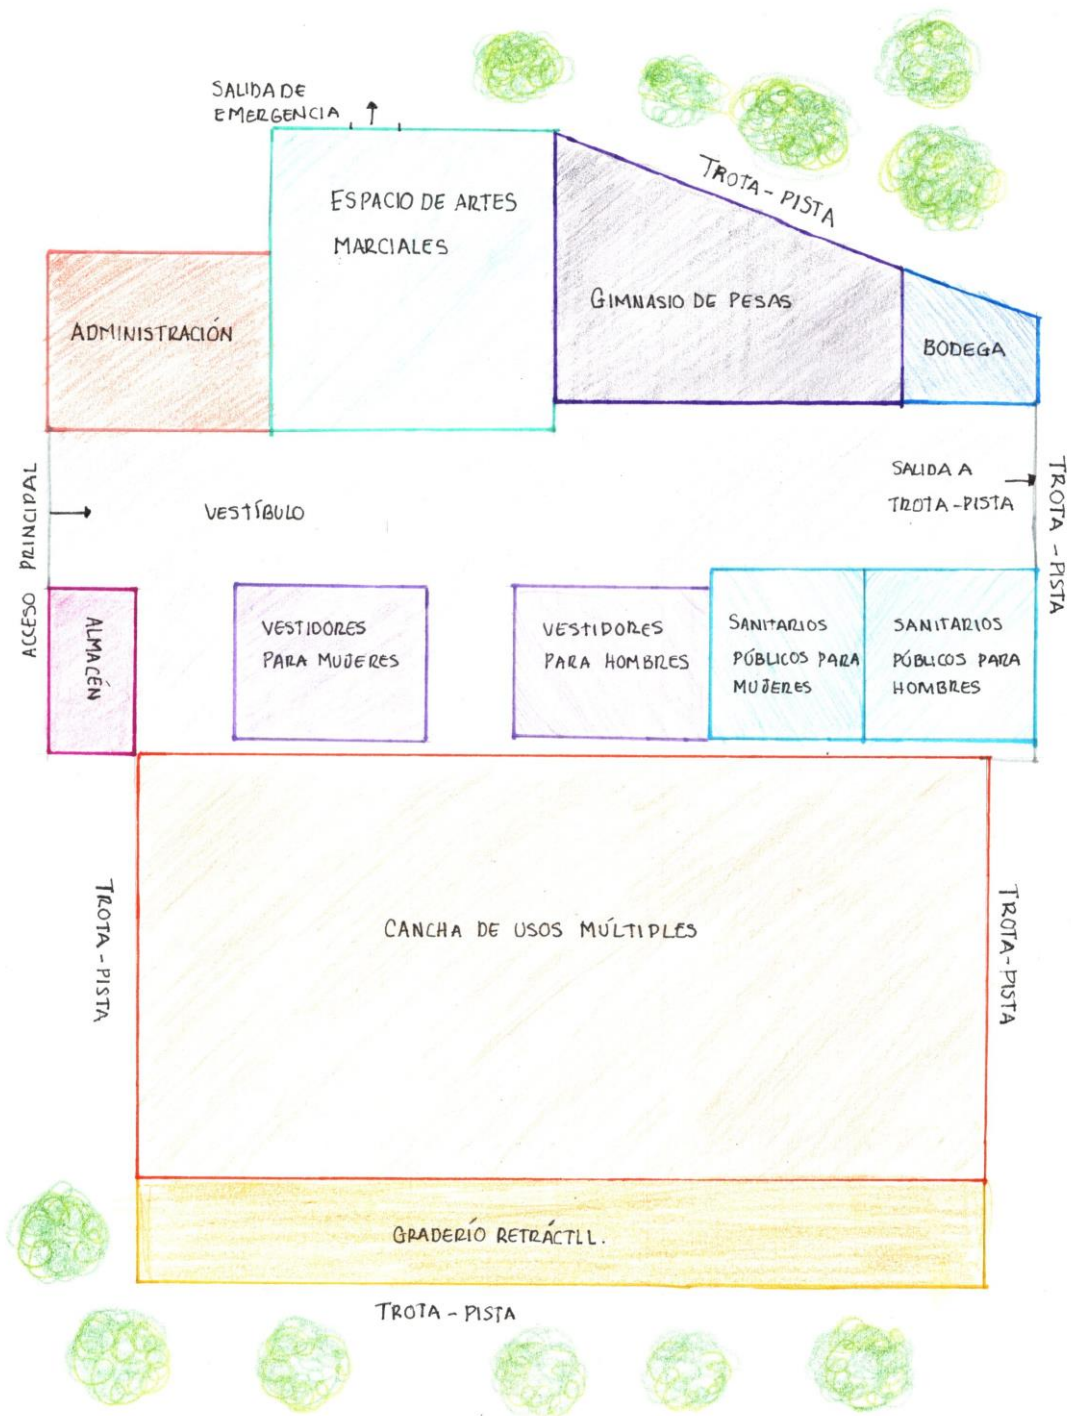 SALIDA DE
EMERGENCIA
ESPACIO DE ARTES
MARCIALES
TROTA-PISTA
ADMINISTRACIÓN
GIMNASIO DE PESAS
BODEGA
ACCESO PRINCIPAL
VESTÍBULO
SALIDA A
TROTA-PISTA
TROTA-PISTA
ALMACÉN
VESTIDORES
PARA MUJERES
VESTIDORES
PARA HOMBRES
SANITARIOS
PÚBLICOS PARA
MUJERES
SANITARIOS
PÚBLICOS PARA
HOMBRES
TROTA-PISTA
CANCHA DE USOS MÚLTIPLES
TROTA-PISTA
GRADERÍO RETRÁCTIL.
TROTA-PISTA